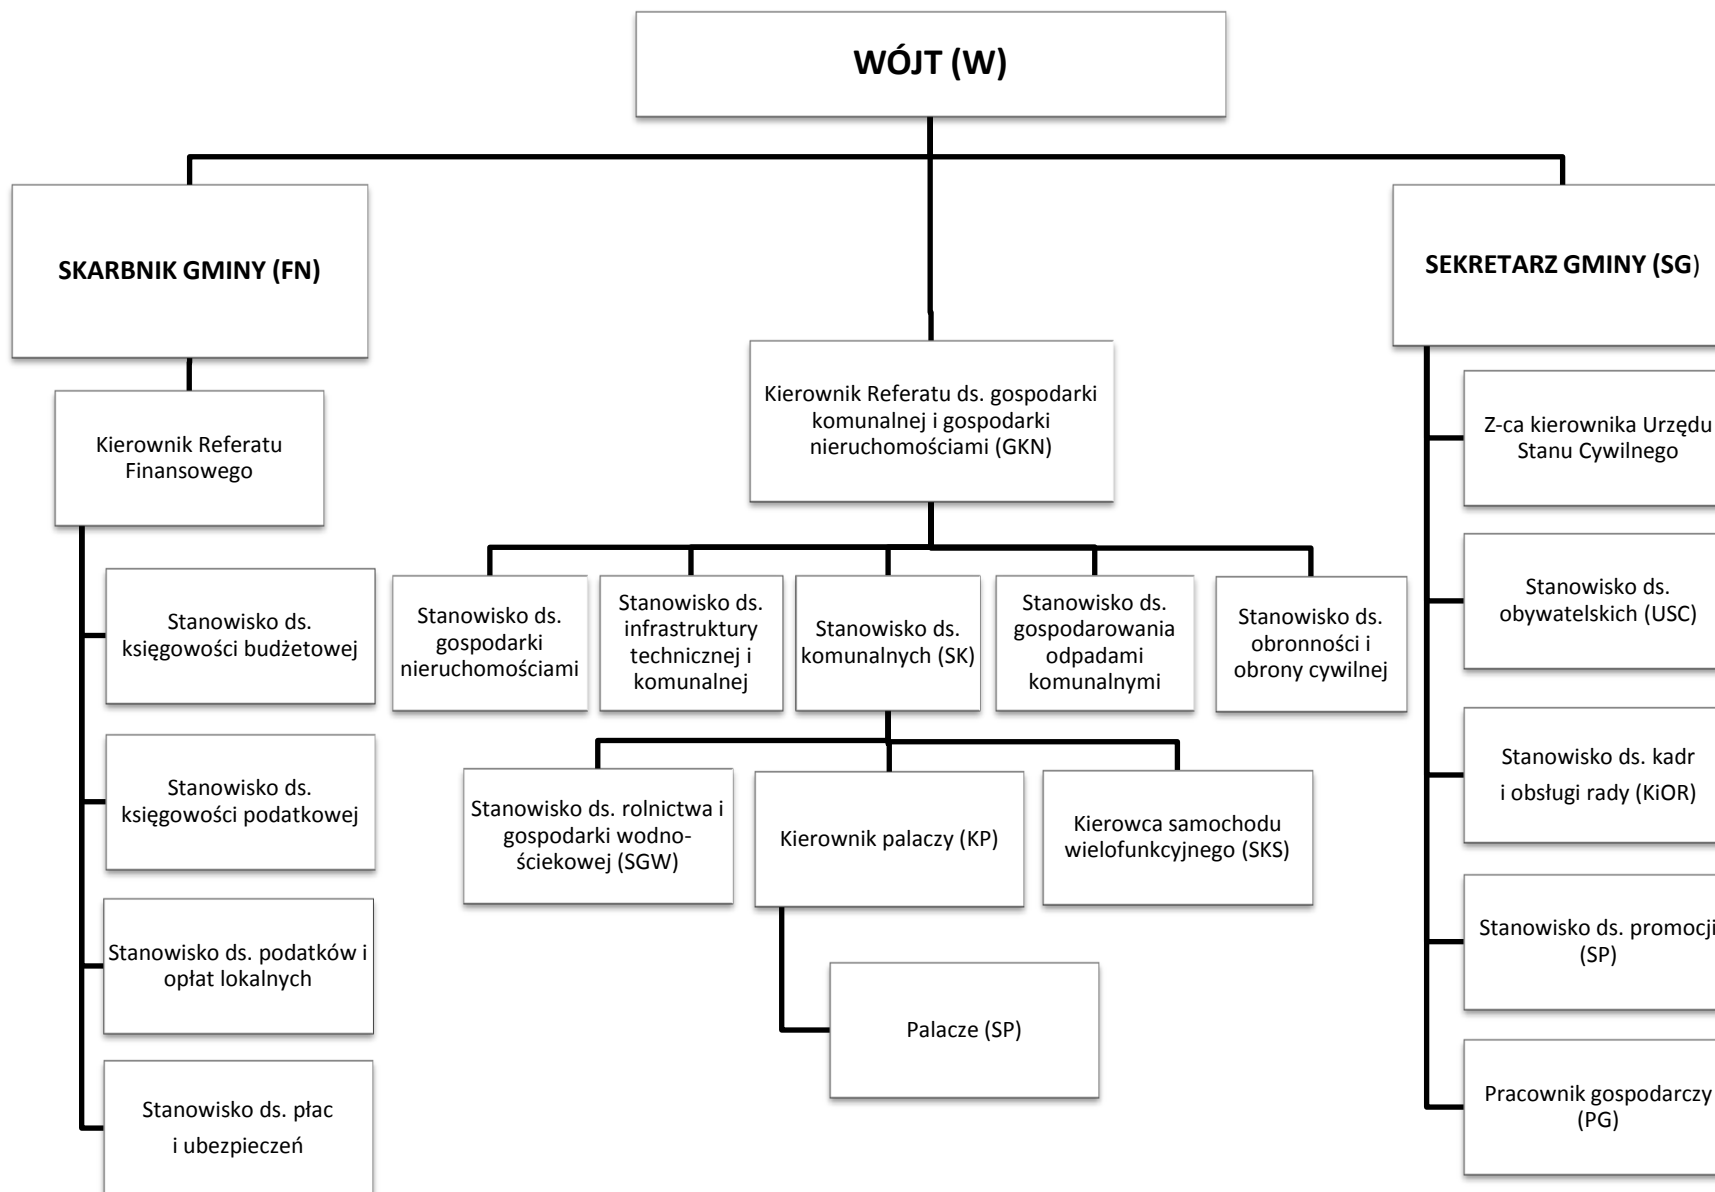 WÓJT (W)
SKARBNIK GMINY (FN)
SEKRETARZ GMINY (SG)
Kierownik Referatu
Finansowego
Stanowisko ds.
księgowości budżetowej
Stanowisko ds.
księgowości podatkowej
Stanowisko ds. podatków i
opłat lokalnych
Stanowisko ds. płac
i ubezpieczeń
Kierownik Referatu ds. gospodarki
komunalnej i gospodarki
nieruchomościami (GKN)
Stanowisko ds.
gospodarki
nieruchomościami
Stanowisko ds.
infrastruktury
technicznej i
komunalnej
Stanowisko ds.
komunalnych (SK)
Stanowisko ds.
gospodarowania
odpadami
komunalnymi
Stanowisko ds.
obronności i
obrony cywilnej
Stanowisko ds. rolnictwa i
gospodarki wodno-
ściekowej (SGW)
Kierownik palaczy (KP)
Kierowca samochodu
wielofunkcyjnego (SKS)
Palacze (SP)
Z-ca kierownika Urzędu
Stanu Cywilnego
Stanowisko ds.
obywatelskich (USC)
Stanowisko ds. kadr
i obsługi rady (KiOR)
Stanowisko ds. promocji
(SP)
Pracownik gospodarczy
(PG)